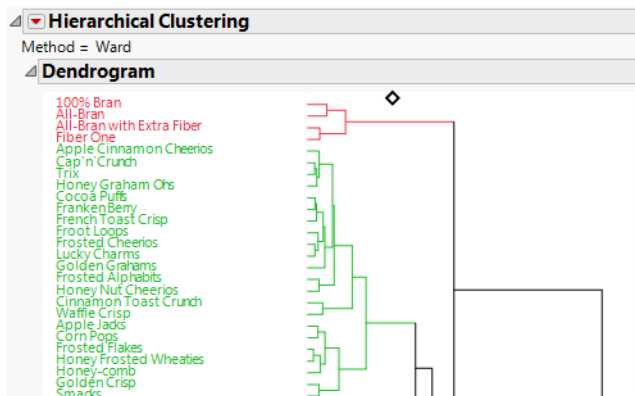 Hierarchical Clustering
Method = Ward
Dendrogram
100% Bran
All-Bran
All-Bran with Extra Fiber
Fiber One
Apple Cinnamon Cheerios
Cap'n'Crunch
Trix
Honey Graham Ohs
Cocoa Puffs
FrankenBerry
French Toast Crisp
Froot Loops
Frosted Cheerios
Lucky Charms
Golden Grahams
Frosted Alphabits
Honey Nut Cheerios
Cinnamon Toast Crunch
Waffle Crisp
Apple Jacks
Corn Pops
Frosted Flakes
Honey Frosted Wheaties
Honey-comb
Golden Crisp
Smacks